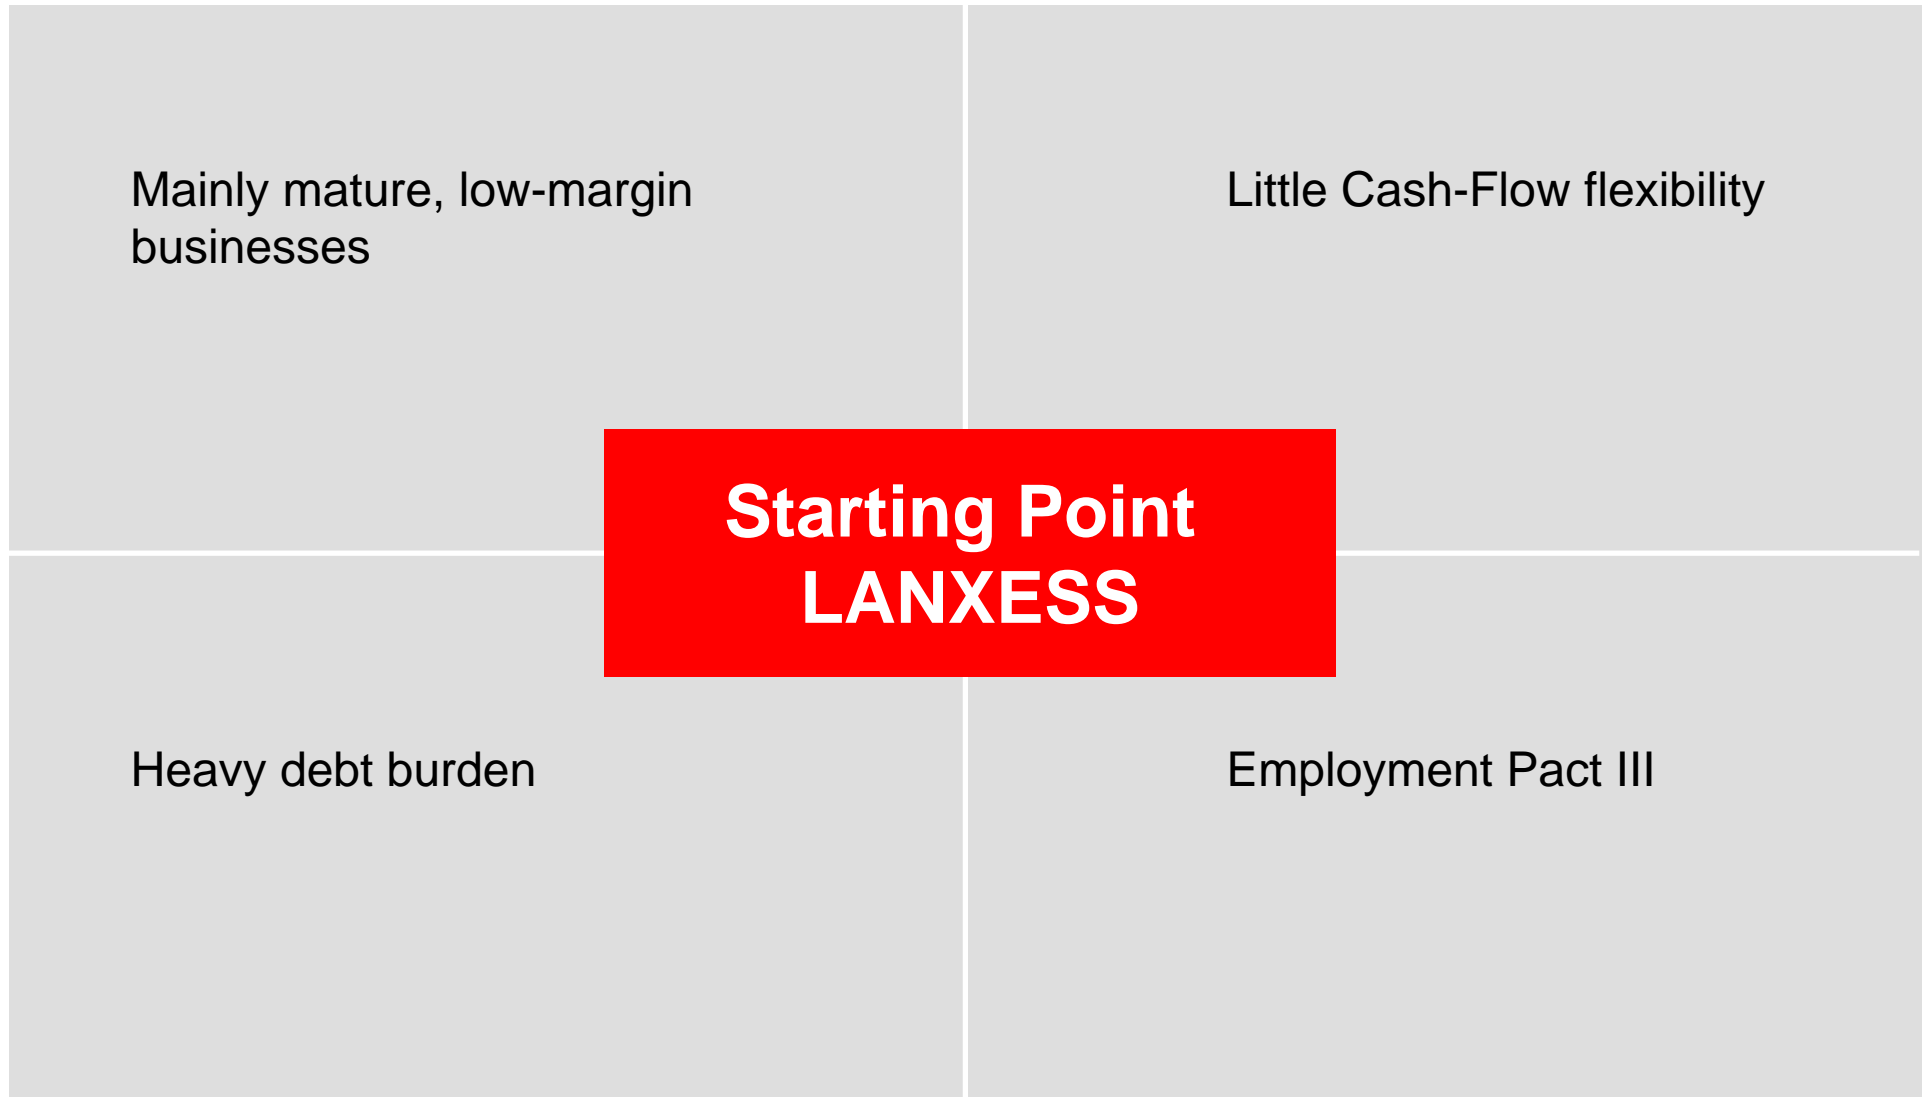 Mainly mature, low-margin
businesses
Little Cash-Flow flexibility
Starting Point
LANXESS
Heavy debt burden
Employment Pact III